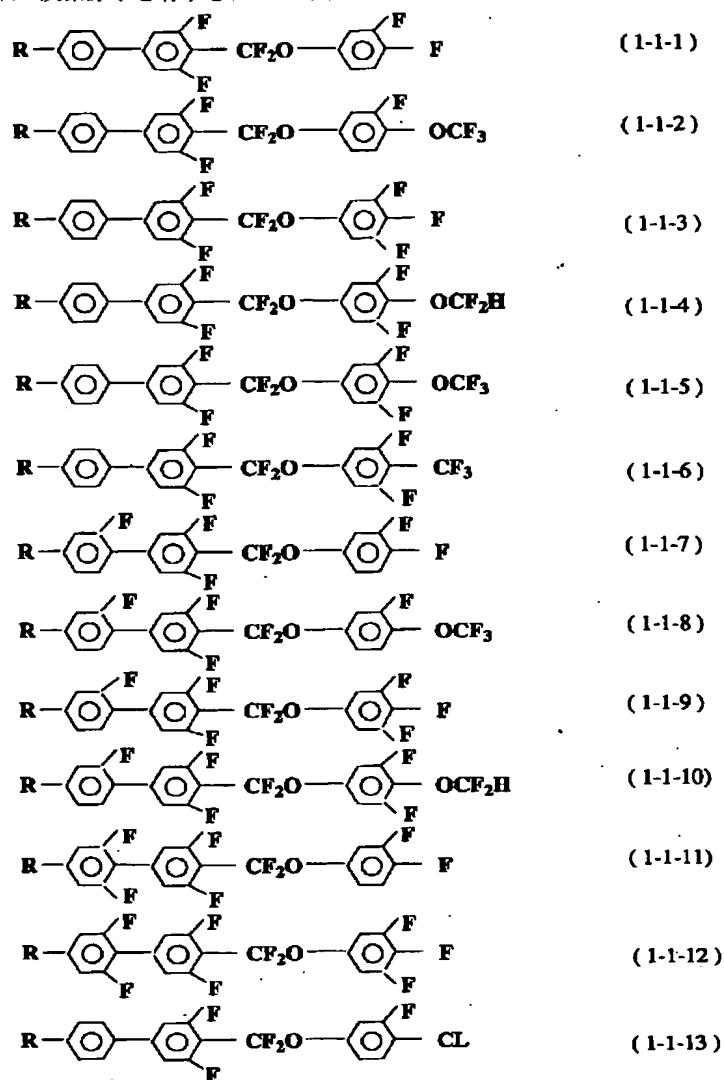 F F
R CF₂O F (1-1-1)
F
F F
R CF₂O OCF₃ (1-1-2)
F
F F
R CF₂O F (1-1-3)
F F
F F
R CF₂O OCF₂H (1-1-4)
F F
F F
R CF₂O OCF₃ (1-1-5)
F F
F F
R CF₂O CF₃ (1-1-6)
F F
F F F
R CF₂O F (1-1-7)
F
F F F
R CF₂O OCF₃ (1-1-8)
F
F F F
R CF₂O F (1-1-9)
F F
F F F
R CF₂O OCF₂H (1-1-10)
F F
F F F
R CF₂O F (1-1-11)
F F
F F F
R CF₂O F (1-1-12)
F F F
F F
R CF₂O CL (1-1-13)
F